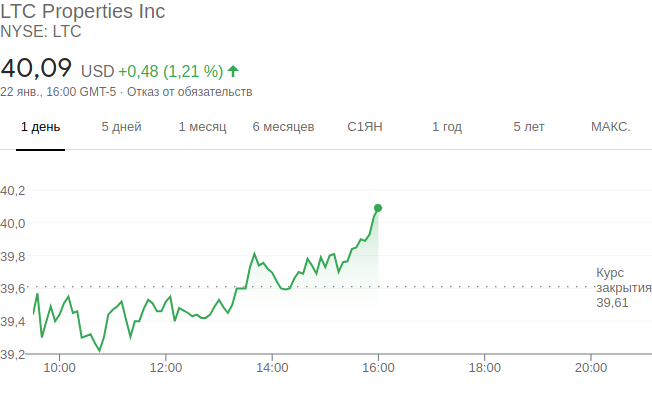 LTC Properties Inc
NYSE: LTC
40,09 USD +0,48 (1,21 %)
22 янв., 16:00 GMT-5 · Отказ от обязательств
1 день 5 дней 1 месяц 6 месяцев С1ЯН 1 год 5 лет МАКС.
40,2
40,0
39,8
39,6
39,4
39,2
Курс
закрытия
39,61
10:00 12:00 14:00 16:00 18:00 20:00